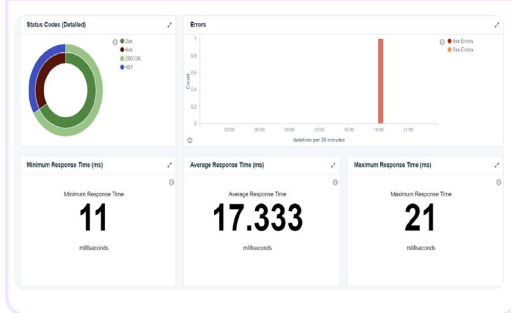 Status Codes (Detailed)
2xx
4xx
200 OK
401
Errors
1
0.8
0.6
0.4
0.2
0
Count
03:00 06:00 09:00 12:00 15:00 18:00 21:00
datetime per 30 minutes
4xx Errors
5xx Errors
Minimum Response Time (ms)
Minimum Response Time
11
milliseconds
Average Response Time (ms)
Average Response Time
17.333
milliseconds
Maximum Response Time (ms)
Maximum Response Time
21
milliseconds